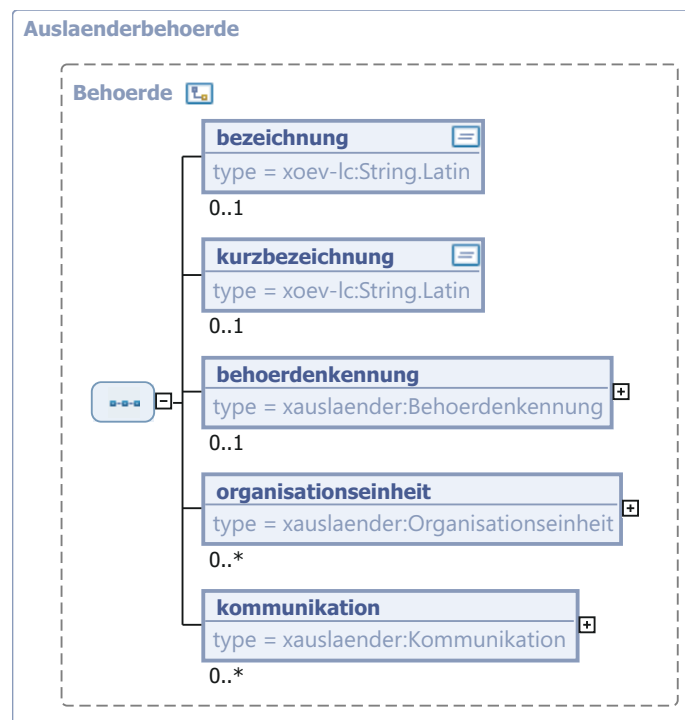 Auslaenderbehoerde
Behoerde
bezeichnung
type = xoev-lc:String.Latin
0..1
kurzbezeichnung
type = xoev-lc:String.Latin
0..1
behoerdenkennung
type = xauslaender:Behoerdenkennung
0..1
organisationseinheit
type = xauslaender:Organisationseinheit
0..*
kommunikation
type = xauslaender:Kommunikation
0..*